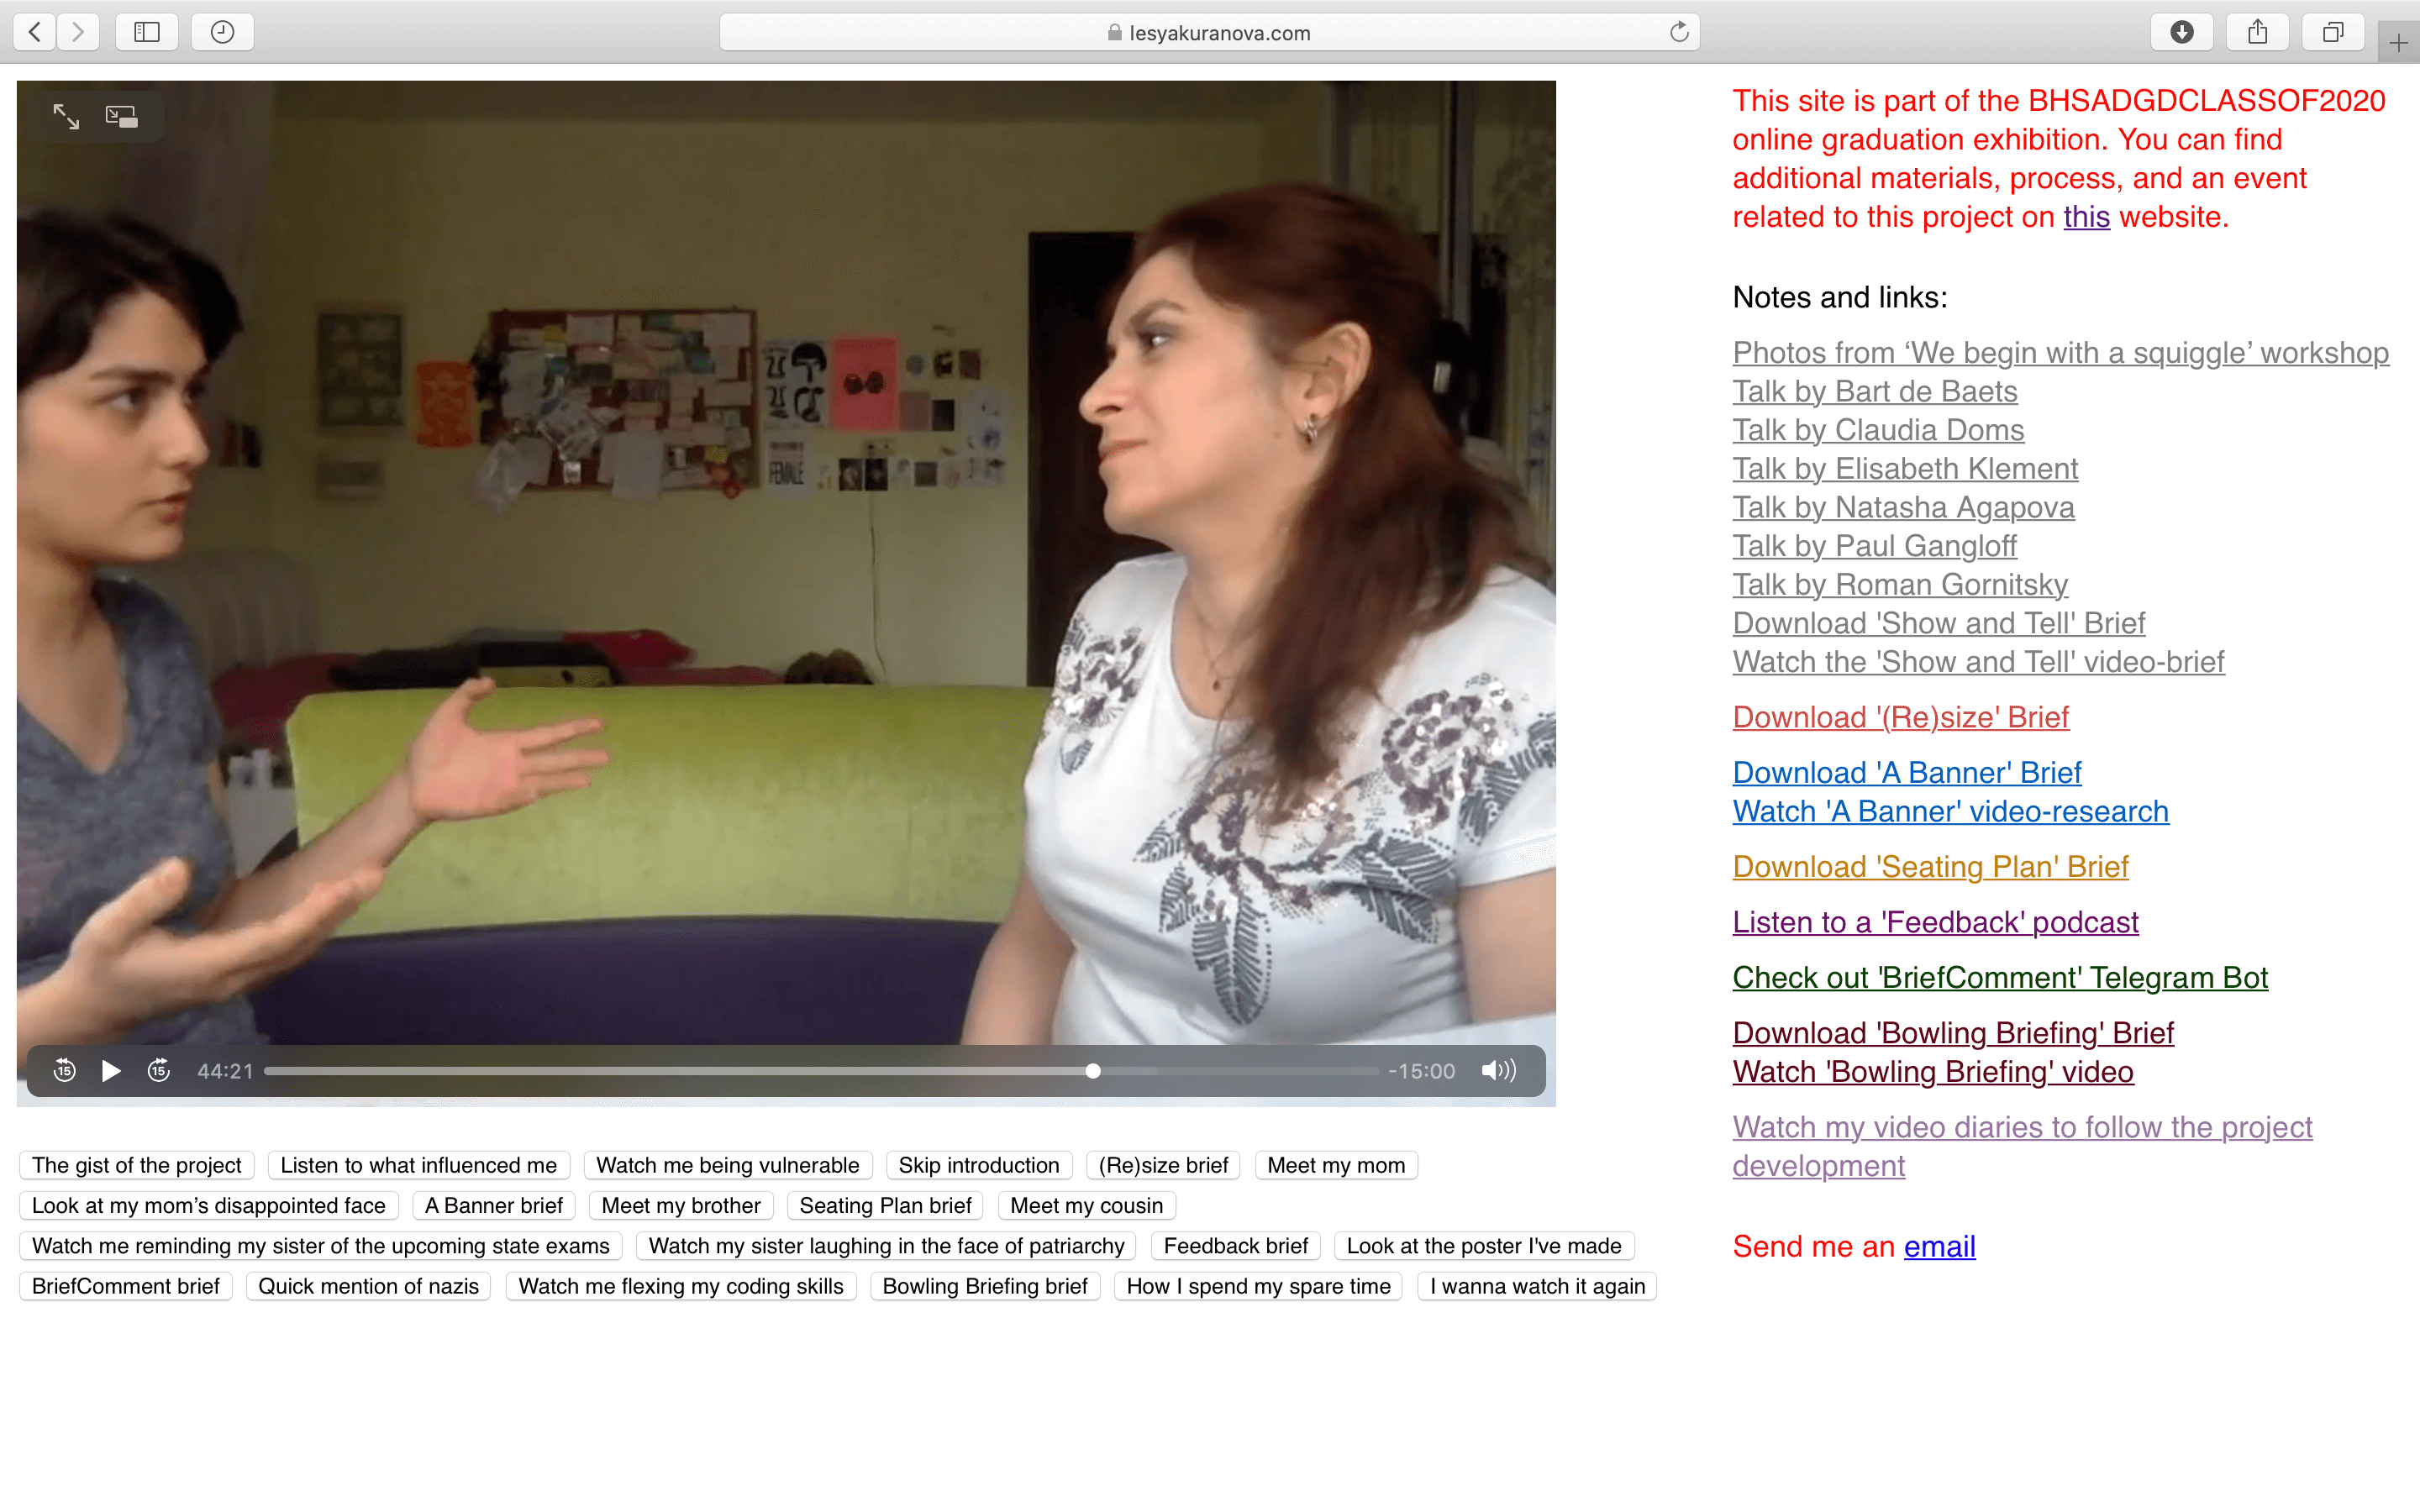 lesyakuranova.com
FEMALE
15
15
44:21
-15:00
The gist of the project
Listen to what influenced me
Watch me being vulnerable
Skip introduction
(Re)size brief
Meet my mom
Look at my mom’s disappointed face
A Banner brief
Meet my brother
Seating Plan brief
Meet my cousin
Watch me reminding my sister of the upcoming state exams
Watch my sister laughing in the face of patriarchy
Feedback brief
Look at the poster I've made
BriefComment brief
Quick mention of nazis
Watch me flexing my coding skills
Bowling Briefing brief
How I spend my spare time
I wanna watch it again
This site is part of the BHSADGDCLASSOF2020
online graduation exhibition. You can find
additional materials, process, and an event
related to this project on this website.
Notes and links:
Photos from ‘We begin with a squiggle’ workshop
Talk by Bart de Baets
Talk by Claudia Doms
Talk by Elisabeth Klement
Talk by Natasha Agapova
Talk by Paul Gangloff
Talk by Roman Gornitsky
Download 'Show and Tell' Brief
Watch the 'Show and Tell' video-brief
Download '(Re)size' Brief
Download 'A Banner' Brief
Watch 'A Banner' video-research
Download 'Seating Plan' Brief
Listen to a 'Feedback' podcast
Check out 'BriefComment' Telegram Bot
Download 'Bowling Briefing' Brief
Watch 'Bowling Briefing' video
Watch my video diaries to follow the project
development
Send me an email